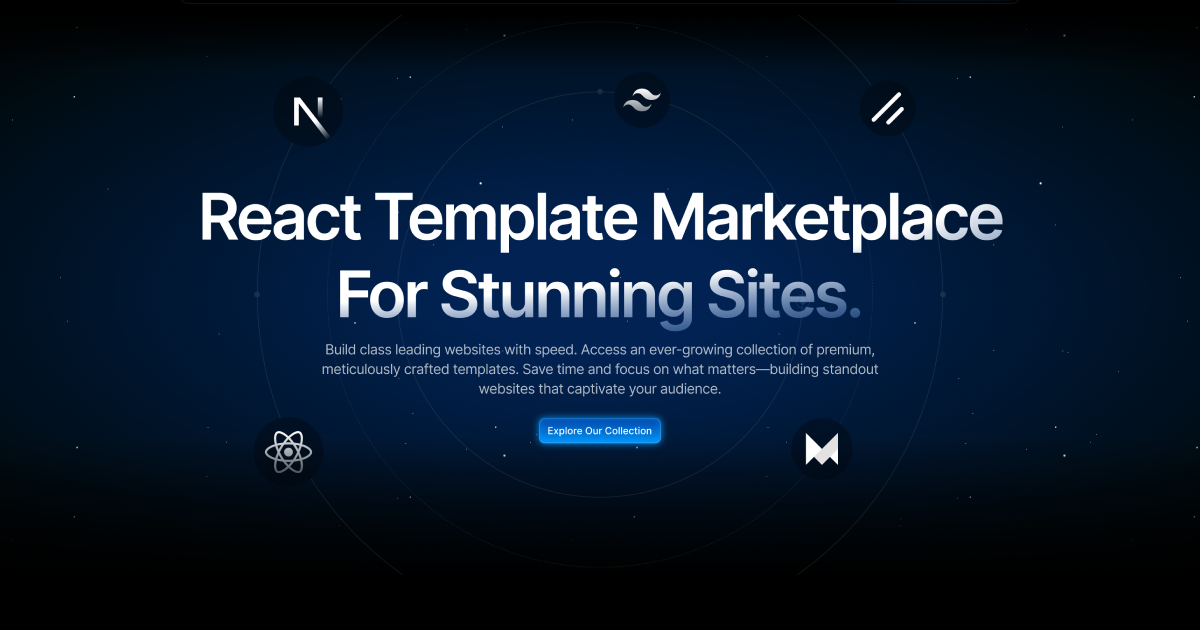 React Template Marketplace
For Stunning Sites.
Build class leading websites with speed. Access an ever-growing collection of premium,
meticulously crafted templates. Save time and focus on what matters—building standout
websites that captivate your audience.
Explore Our Collection